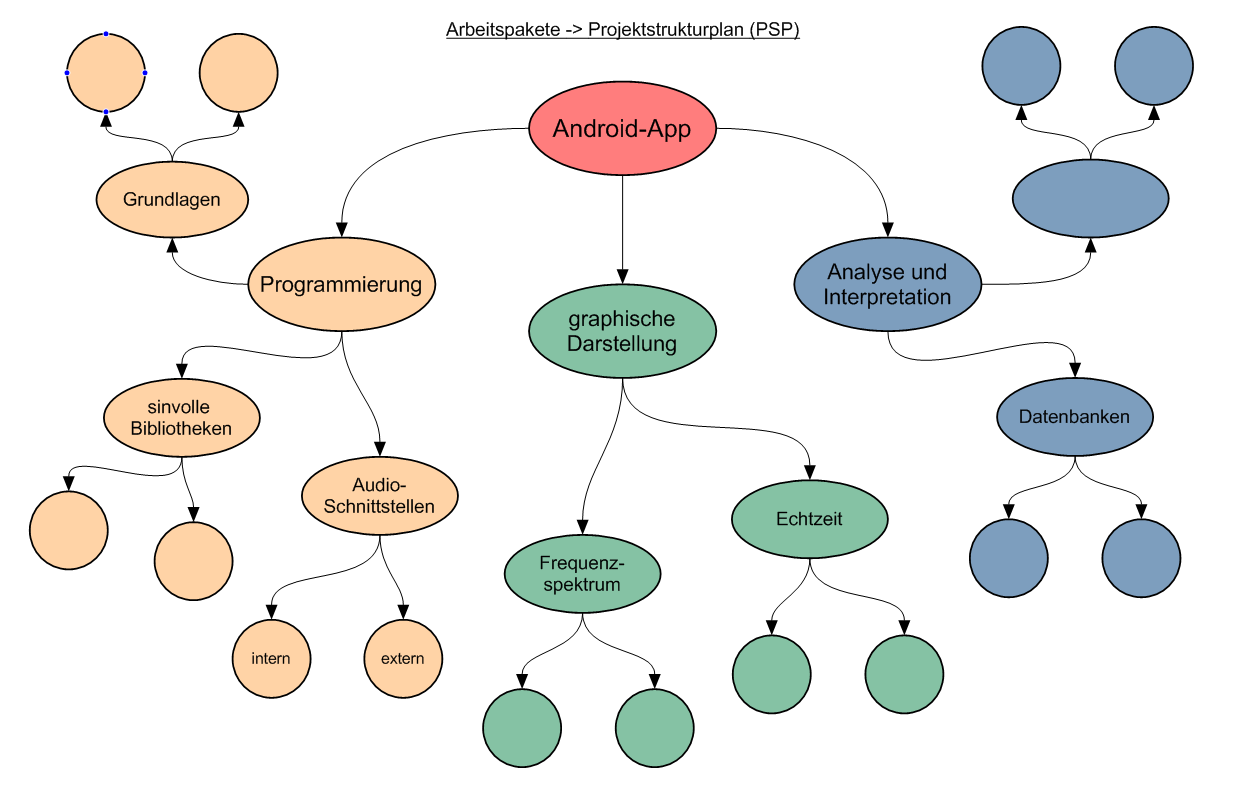 Arbeitspakete -> Projektstrukturplan (PSP)
Android-App
Grundlagen
Programmierung
Analyse und
Interpretation
graphische
Darstellung
sinvolle
Bibliotheken
Datenbanken
Audio-
Schnittstellen
Echtzeit
Frequenz-
spektrum
intern
extern